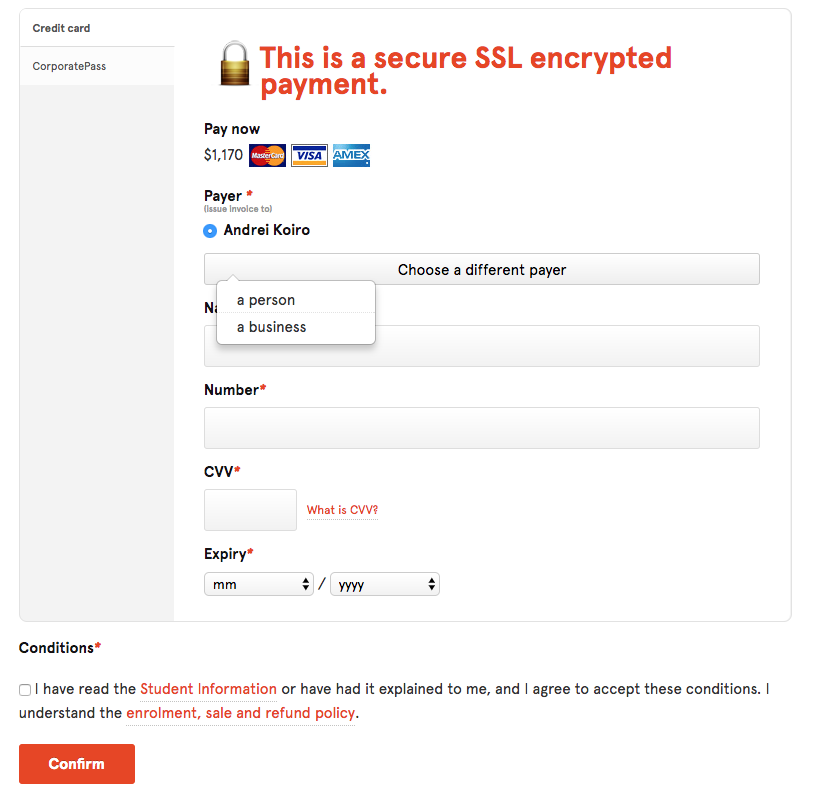 Credit card
CorporatePass
This is a secure SSL encrypted
payment.
Pay now
$1,170 MasterCard VISA AMEX
Payer *
(Issue invoice to)
Andrei Koiro
Choose a different payer
a person
a business
Number*
CVV*
What is CVV?
Expiry*
mm / yyyy
Conditions*
I have read the Student Information or have had it explained to me, and I agree to accept these conditions. I
understand the enrolment, sale and refund policy.
Confirm